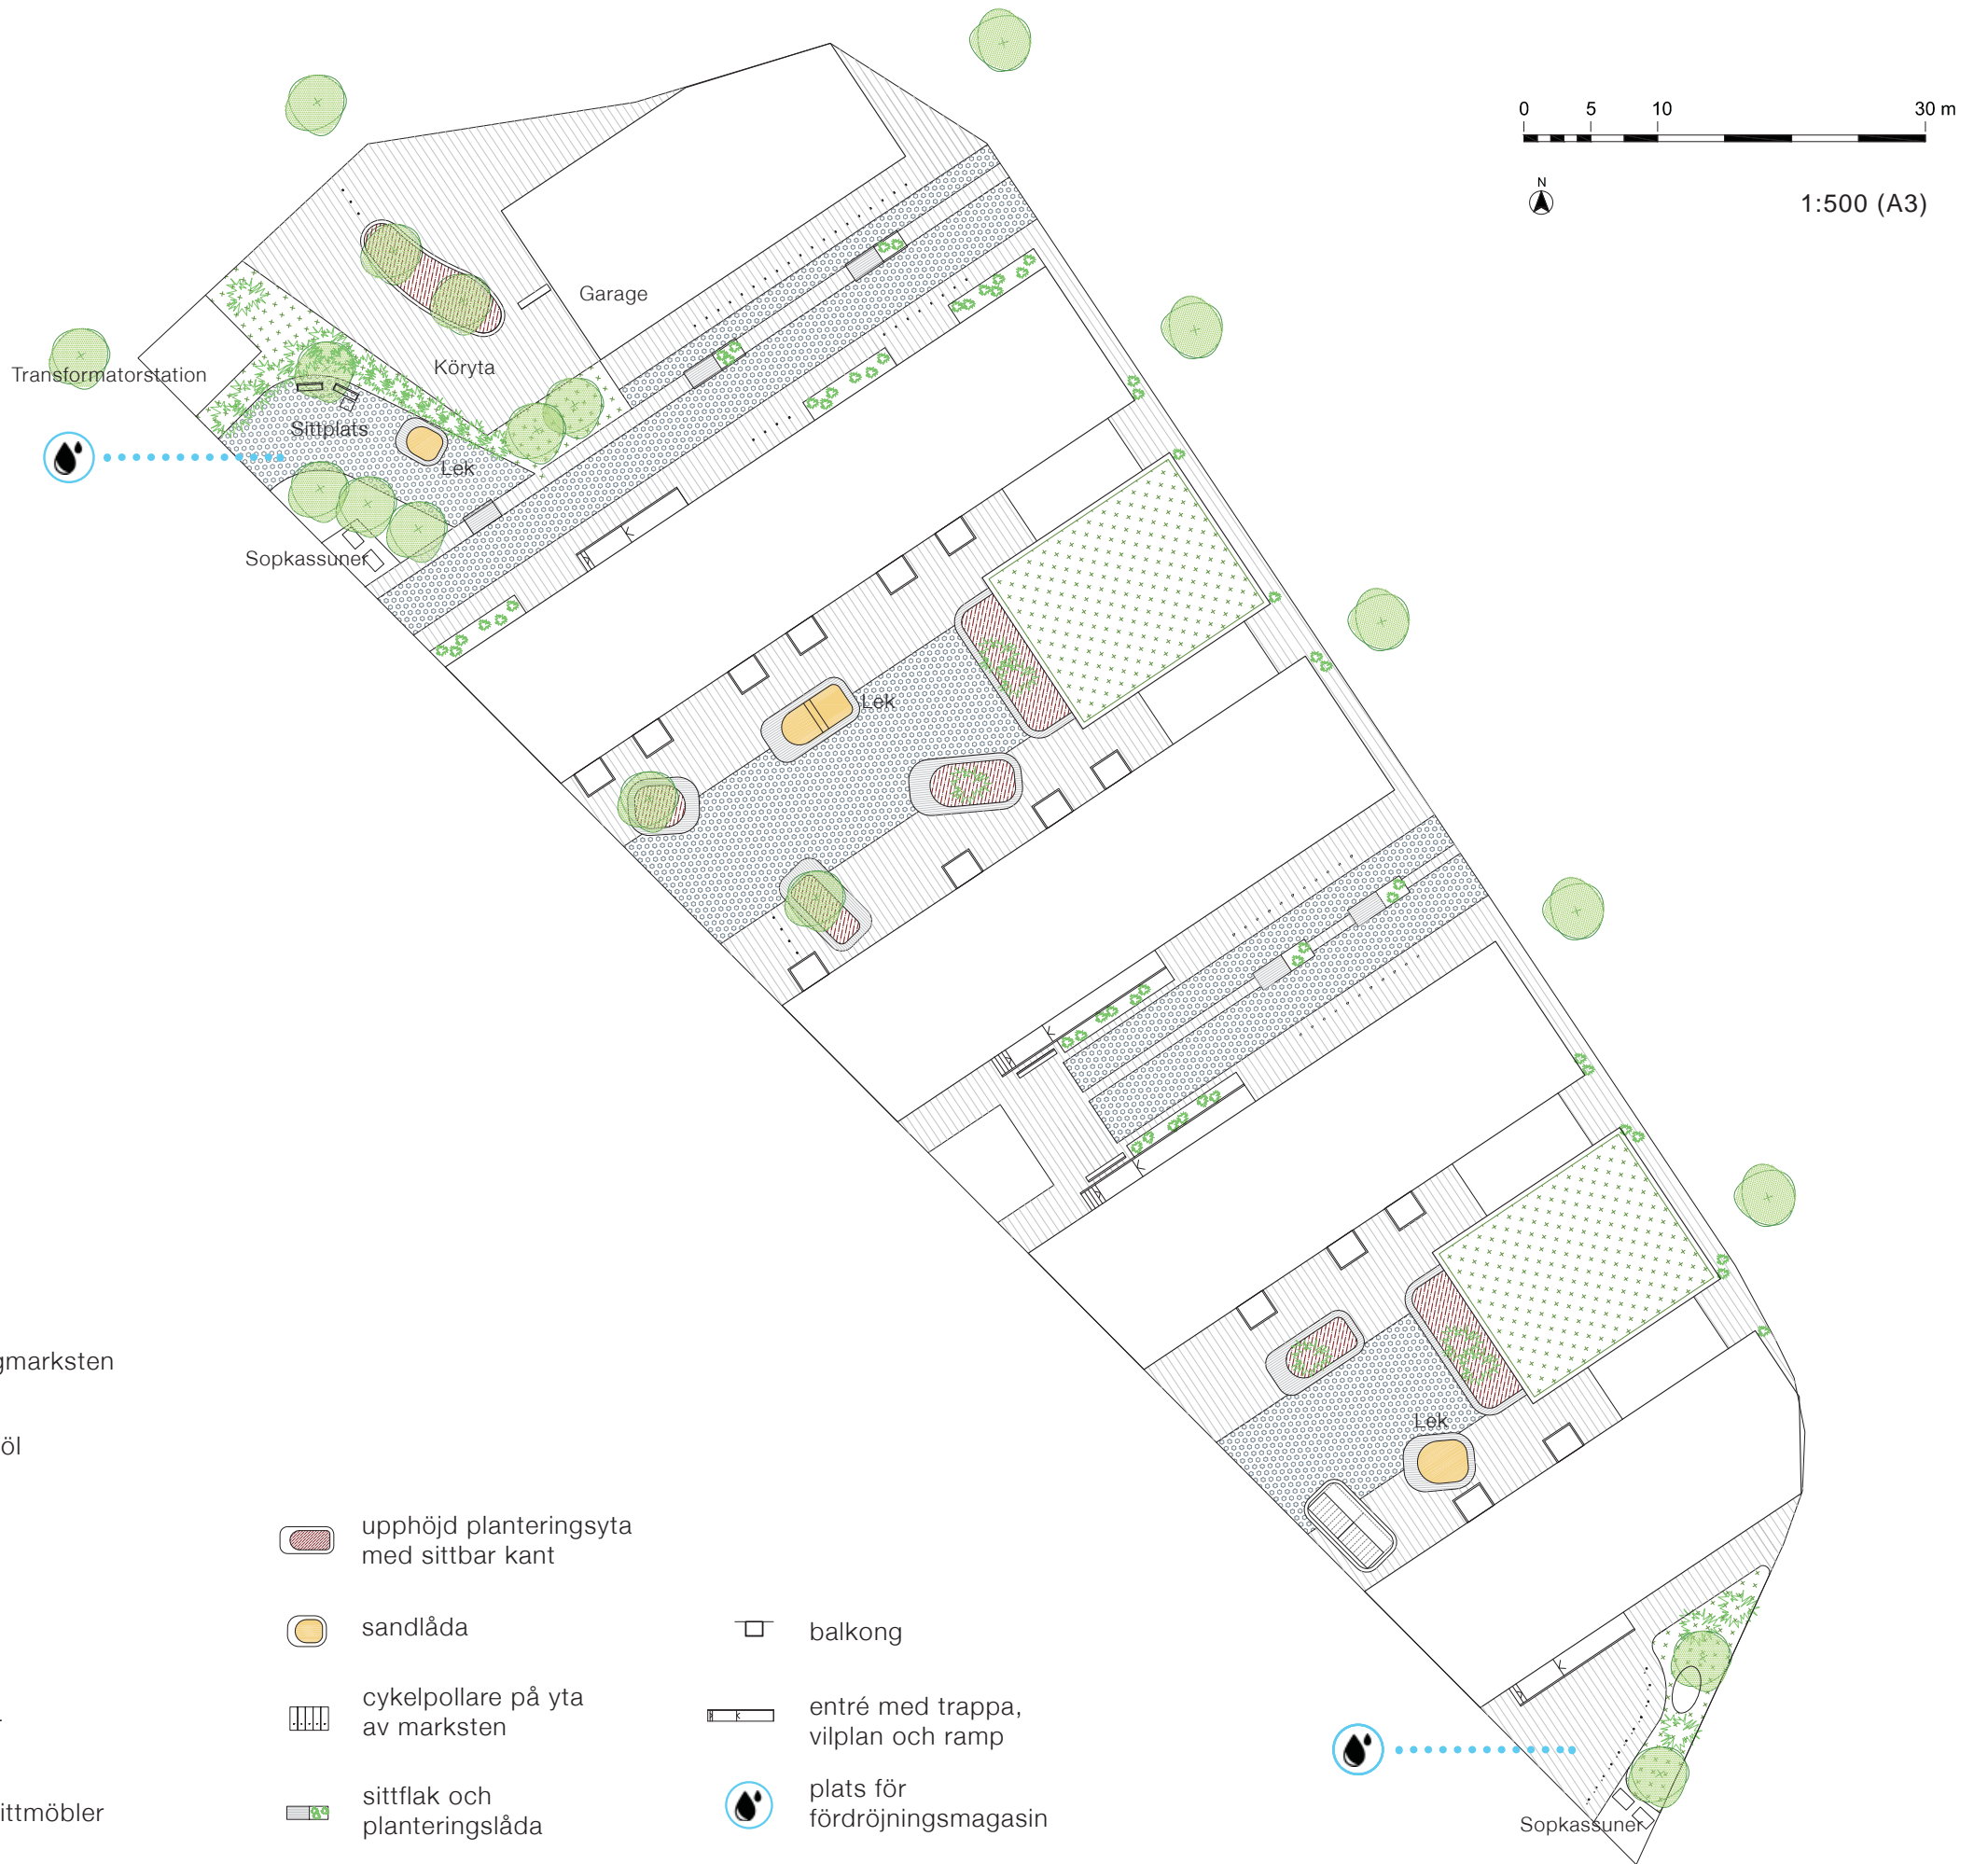 0 5 10 30 m
N
1:500 (A3)
Garage
Köryta
Transformatorstation
Sittplats
Lek
Sopkassuner
Lek
Lek
Sopkassuner
gmarksten
öl
ittmöbler
upphöjd planteringsyta
med sittbar kant
sandlåda
cykelpollare på yta
av marksten
sittflak och
planteringslåda
balkong
entré med trappa,
vilplan och ramp
plats för
fördröjningsmagasin